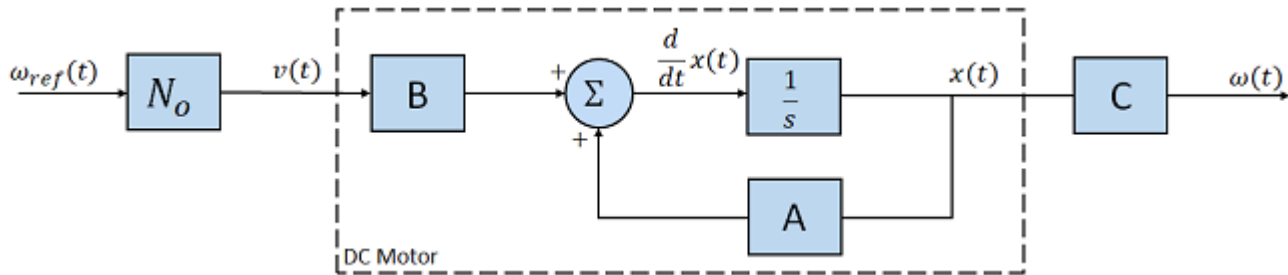 ω_ref(t)
N_o
v(t)
B
+
Σ
+
d/dt x(t)
1/s
x(t)
C
ω(t)
A
DC Motor